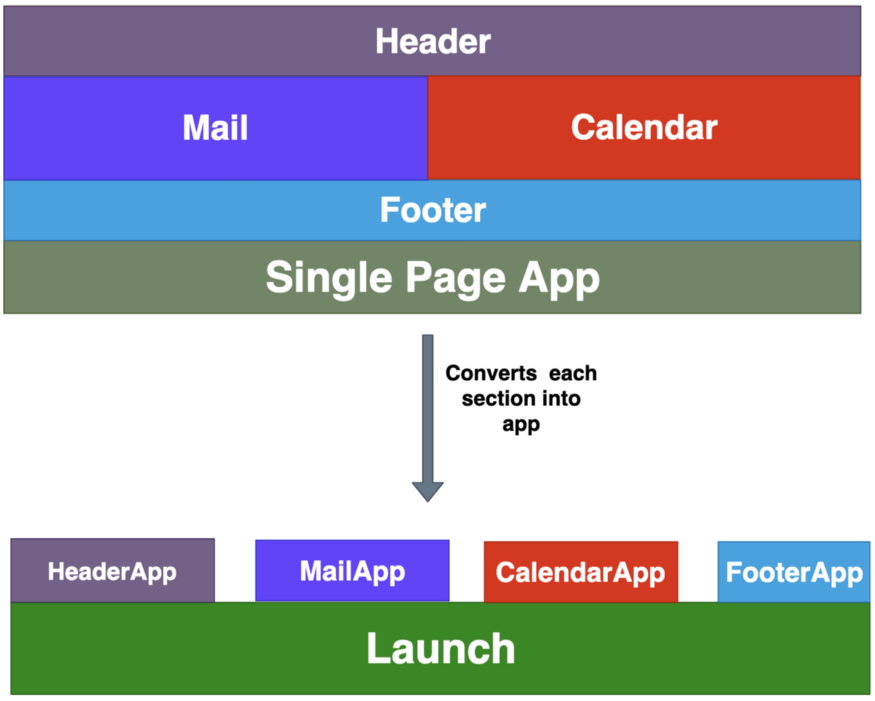 Header
Mail
Calendar
Footer
Single Page App
Converts each
section into
app
HeaderApp
MailApp
CalendarApp
FooterApp
Launch